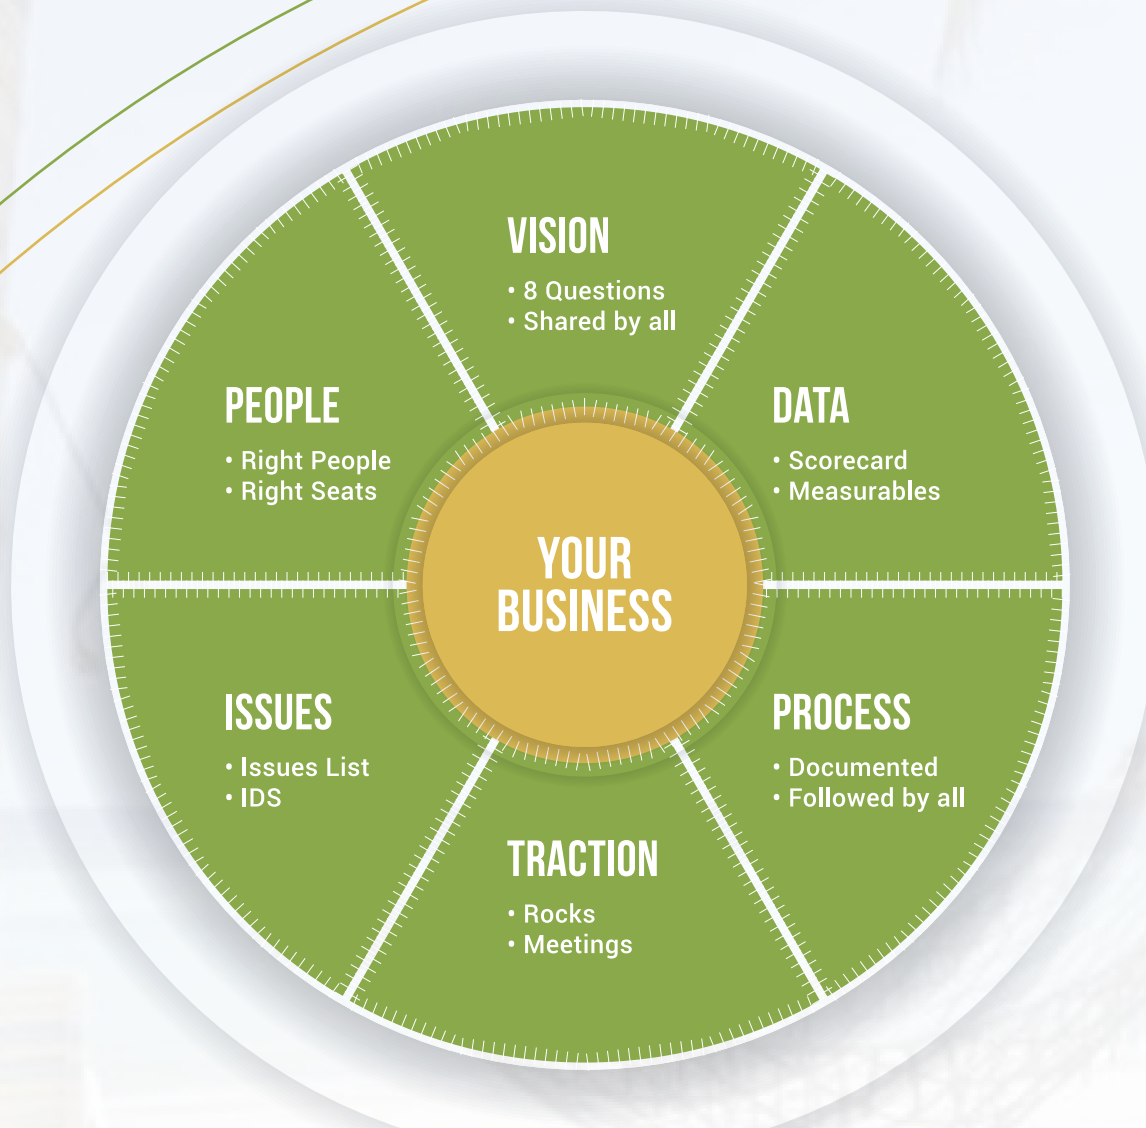 VISION
• 8 Questions
• Shared by all
PEOPLE
• Right People
• Right Seats
DATA
• Scorecard
• Measurables
YOUR
BUSINESS
ISSUES
• Issues List
• IDS
PROCESS
• Documented
• Followed by all
TRACTION
• Rocks
• Meetings